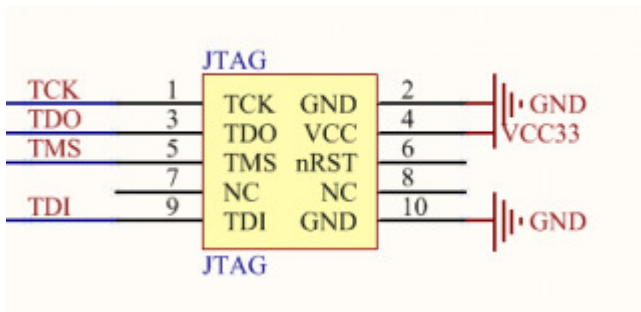 JTAG
TCK 1 TCK GND 2 GND
TDO 3 TDO VCC 4 VCC33
TMS 5 TMS nRST 6
7 NC NC 8
TDI 9 TDI GND 10 GND
JTAG